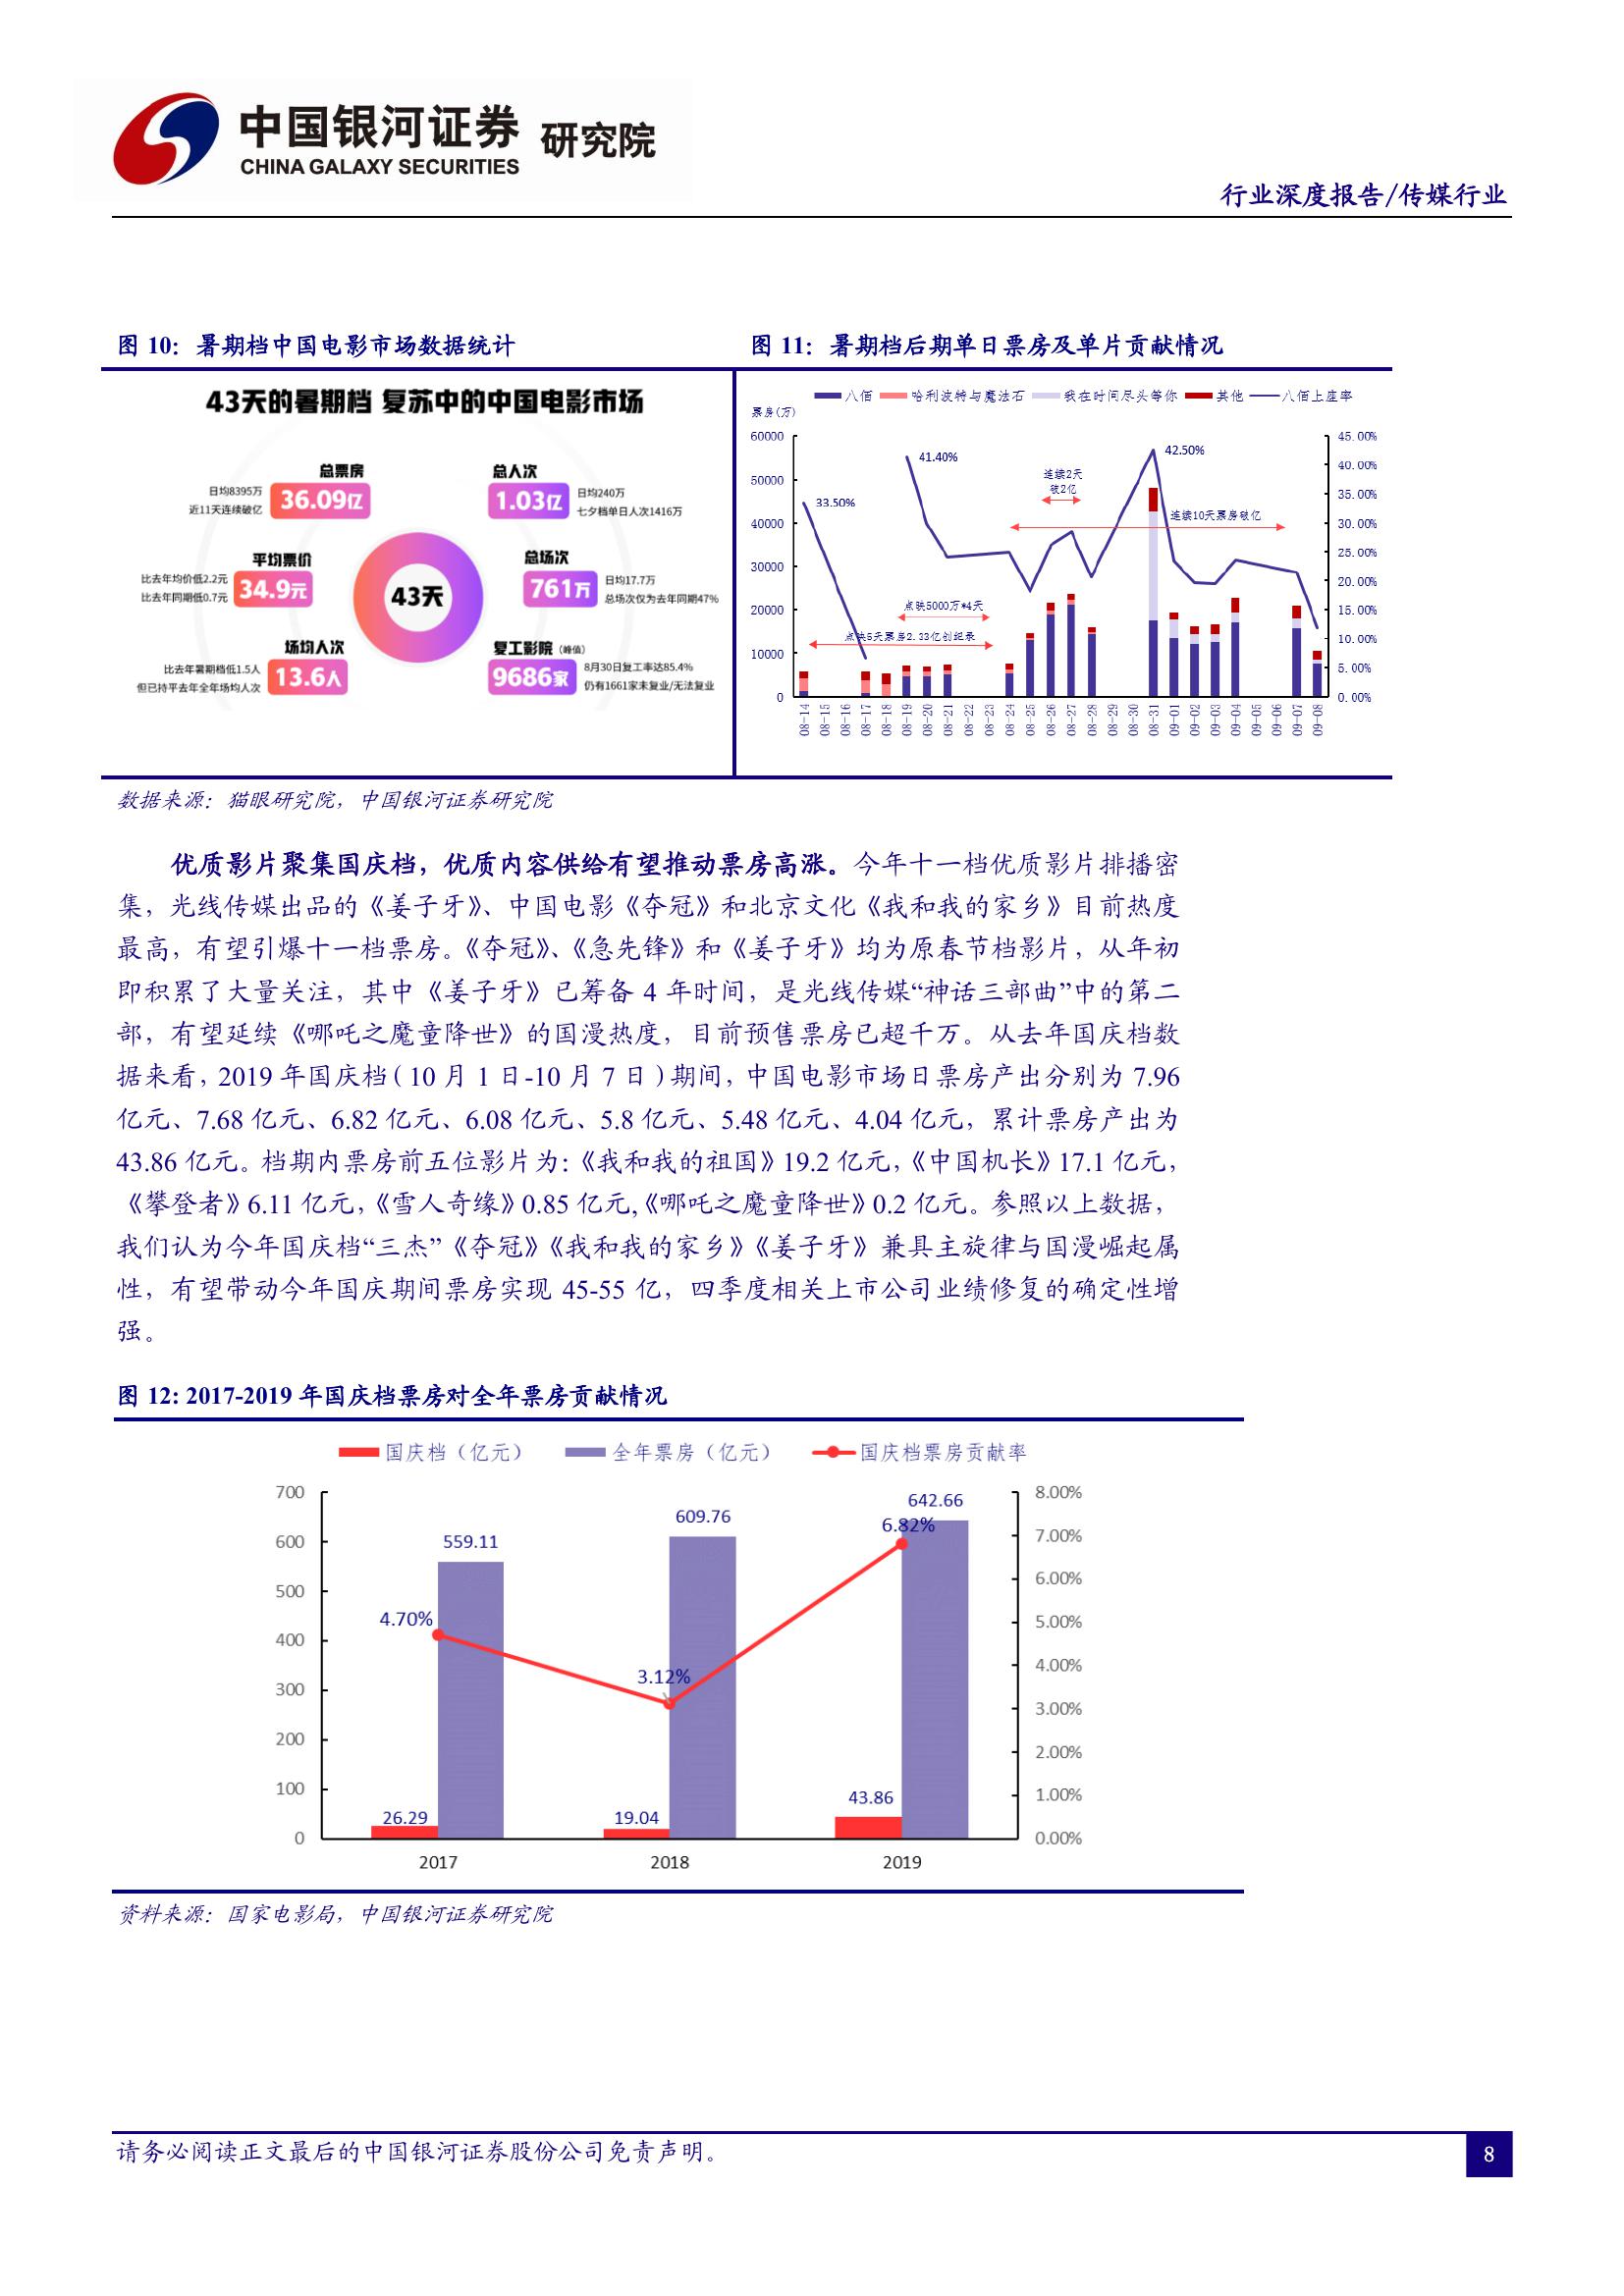 中国银河证券 研究院
CHINA GALAXY SECURITIES
行业深度报告/传媒行业
图 10：暑期档中国电影市场数据统计
43天的暑期档 复苏中的中国电影市场
总票房
36.09亿
日均8395万
近11天连续破亿
总人次
1.03亿
日均240万
七夕档单日人次1416万
平均票价
34.9元
比去年均价低2.2元
比去年同期低0.7元
43天
总场次
761万
日均17.7万
总场次仅为去年同期47%
场均人次
13.6人
比去年暑期档低1.5人
但已持平去年全年场均人次
复工影院（峰值）
9686家
8月30日复工率达85.4%
仍有1661家未复业/无法复业
图 11：暑期档后期单日票房及单片贡献情况
八佰 哈利波特与魔法石 我在时间尽头等你 其他 八佰上座率
票房(万)
60000
50000
40000
30000
20000
10000
0
45.00%
40.00%
35.00%
30.00%
25.00%
20.00%
15.00%
10.00%
5.00%
0.00%
33.50%
41.40%
42.50%
连续2天
破2亿
连续10天票房破亿
点映5000万*4天
点映5天票房2.33亿创纪录
08-14 08-15 08-16 08-17 08-18 08-19 08-20 08-21 08-22 08-23 08-24 08-25 08-26 08-27 08-28 08-29 08-30 08-31 09-01 09-02 09-03 09-04 09-05 09-06 09-07 09-08
数据来源：猫眼研究院，中国银河证券研究院
优质影片聚集国庆档，优质内容供给有望推动票房高涨。今年十一档优质影片排播密
集，光线传媒出品的《姜子牙》、中国电影《夺冠》和北京文化《我和我的家乡》目前热度
最高，有望引爆十一档票房。《夺冠》、《急先锋》和《姜子牙》均为原春节档影片，从年初
即积累了大量关注，其中《姜子牙》已筹备 4 年时间，是光线传媒“神话三部曲”中的第二
部，有望延续《哪吒之魔童降世》的国漫热度，目前预售票房已超千万。从去年国庆档数
据来看，2019 年国庆档（10 月 1 日-10 月 7 日）期间，中国电影市场日票房产出分别为 7.96
亿元、7.68 亿元、6.82 亿元、6.08 亿元、5.8 亿元、5.48 亿元、4.04 亿元，累计票房产出为
43.86 亿元。档期内票房前五位影片为：《我和我的祖国》19.2 亿元，《中国机长》17.1 亿元，
《攀登者》6.11 亿元，《雪人奇缘》0.85 亿元,《哪吒之魔童降世》0.2 亿元。参照以上数据，
我们认为今年国庆档“三杰”《夺冠》《我和我的家乡》《姜子牙》兼具主旋律与国漫崛起属
性，有望带动今年国庆期间票房实现 45-55 亿，四季度相关上市公司业绩修复的确定性增
强。
图 12: 2017-2019 年国庆档票房对全年票房贡献情况
国庆档（亿元） 全年票房（亿元） 国庆档票房贡献率
700
600
500
400
300
200
100
0
8.00%
7.00%
6.00%
5.00%
4.00%
3.00%
2.00%
1.00%
0.00%
559.11
609.76
642.66
4.70%
3.12%
6.82%
26.29
19.04
43.86
2017 2018 2019
资料来源：国家电影局，中国银河证券研究院
请务必阅读正文最后的中国银河证券股份公司免责声明。
8